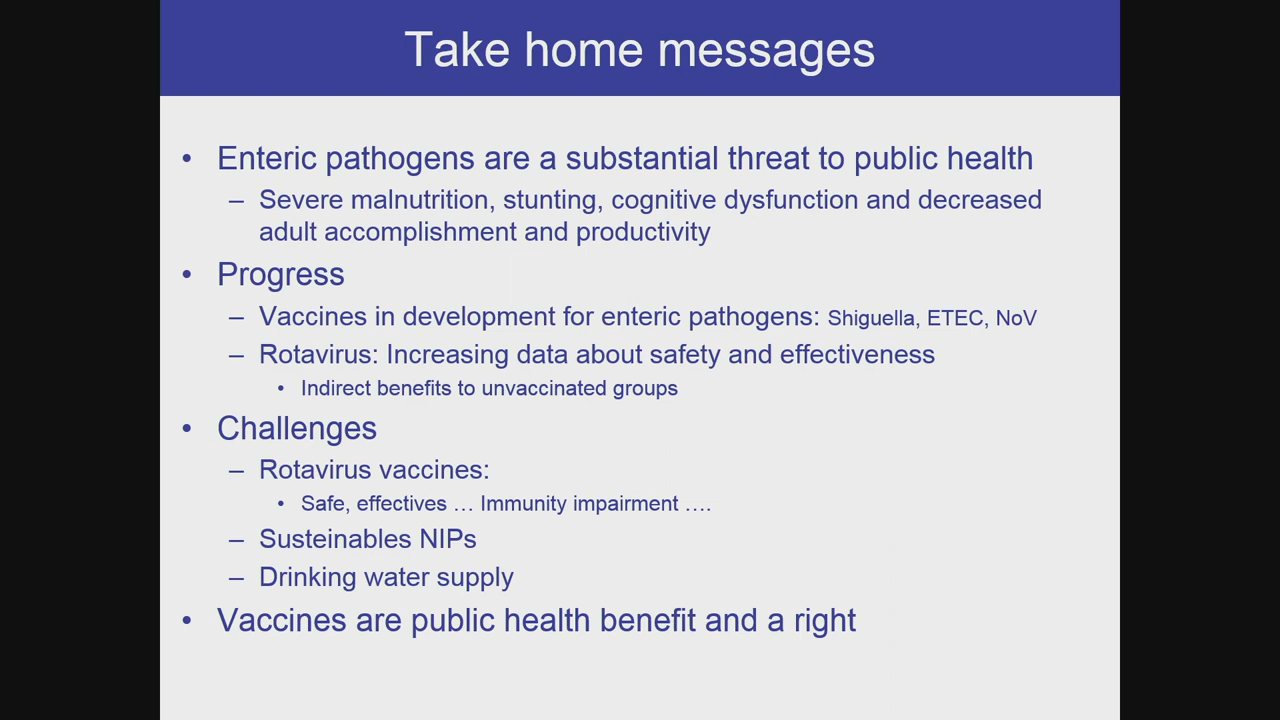 Take home messages
• Enteric pathogens are a substantial threat to public health
– Severe malnutrition, stunting, cognitive dysfunction and decreased
adult accomplishment and productivity
• Progress
– Vaccines in development for enteric pathogens: Shiguella, ETEC, NoV
– Rotavirus: Increasing data about safety and effectiveness
• Indirect benefits to unvaccinated groups
• Challenges
– Rotavirus vaccines:
• Safe, effectives … Immunity impairment ….
– Susteinables NIPs
– Drinking water supply
• Vaccines are public health benefit and a right